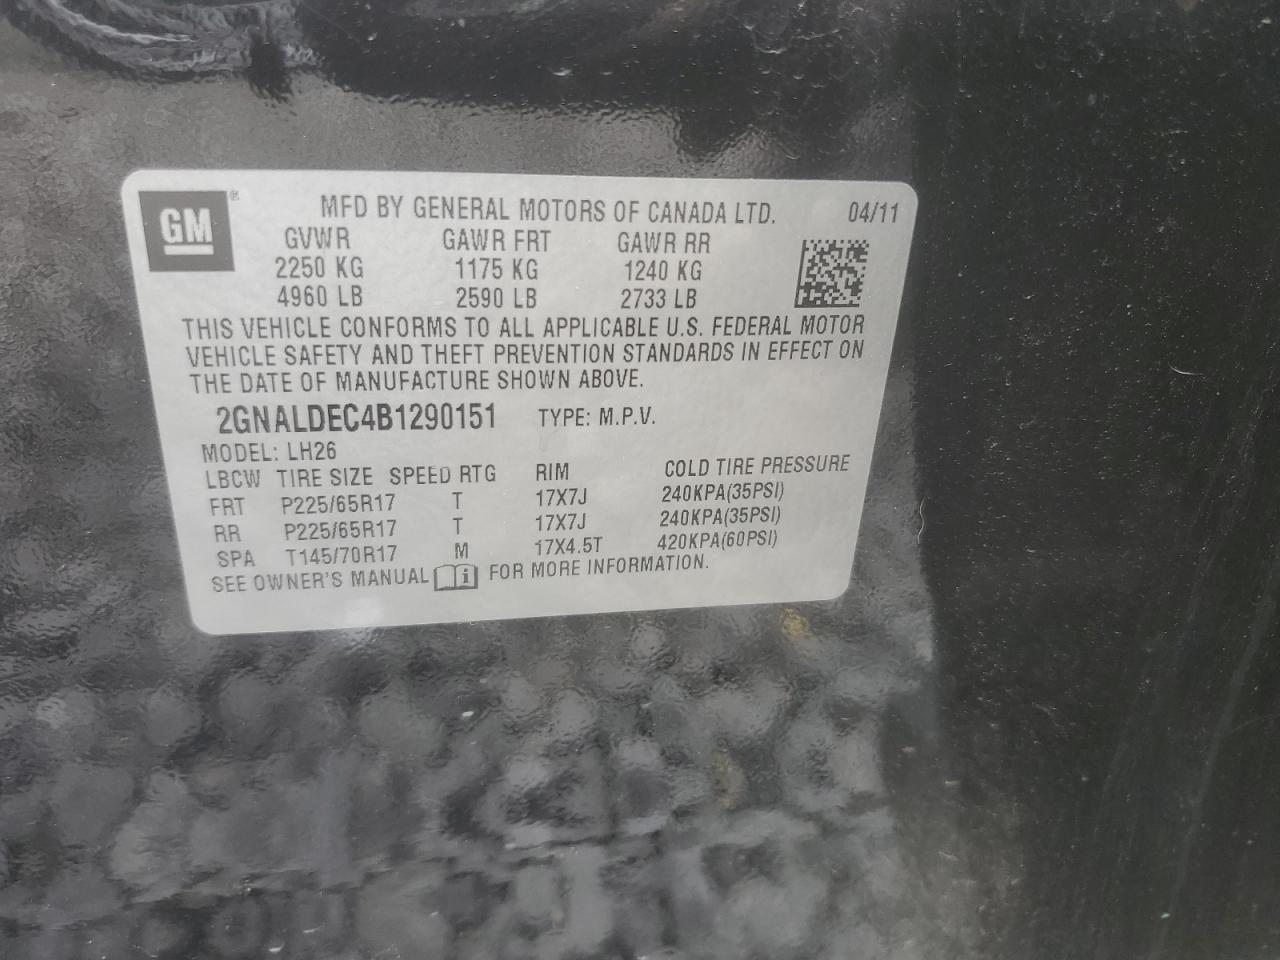 GM® MFD BY GENERAL MOTORS OF CANADA LTD. 04/11
GVWR GAWR FRT GAWR RR
2250 KG 1175 KG 1240 KG
4960 LB 2590 LB 2733 LB
THIS VEHICLE CONFORMS TO ALL APPLICABLE U.S. FEDERAL MOTOR
VEHICLE SAFETY AND THEFT PREVENTION STANDARDS IN EFFECT ON
THE DATE OF MANUFACTURE SHOWN ABOVE.
2GNALDEC4B1290151 TYPE: M.P.V.
MODEL: LH26
LBCW TIRE SIZE SPEED RTG RIM COLD TIRE PRESSURE
FRT P225/65R17 T 17X7J 240KPA(35PSI)
RR P225/65R17 T 17X7J 240KPA(35PSI)
SPA T145/70R17 M 17X4.5T 420KPA(60PSI)
SEE OWNER'S MANUAL i FOR MORE INFORMATION.